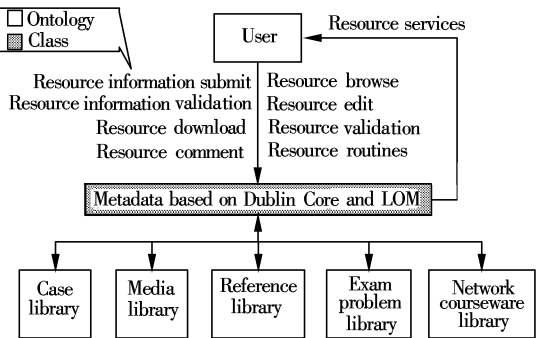 Ontology
Class
User
Resource services
Resource information submit
Resource information validation
Resource download
Resource comment
Resource browse
Resource edit
Resource validation
Resource routines
Metadata based on Dublin Core and LOM
Case
library
Media
library
Reference
library
Exam
problem
library
Network
courseware
library